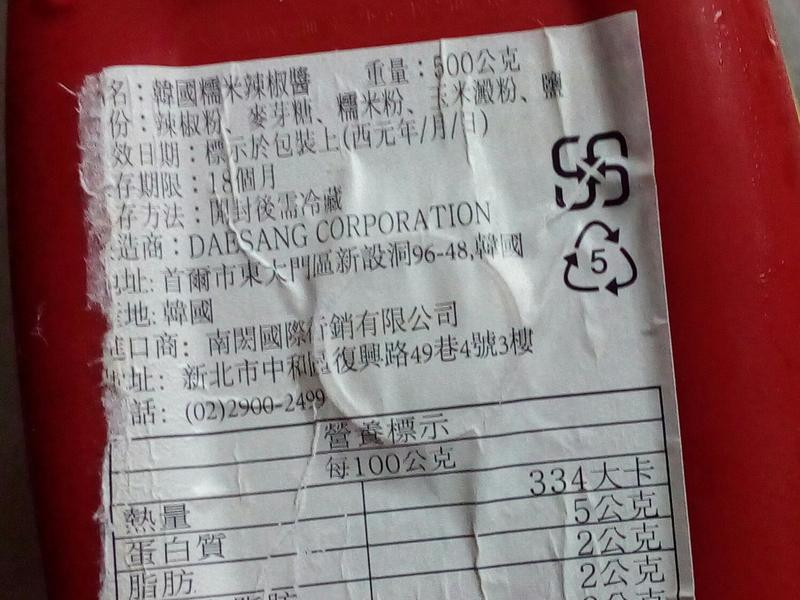 名：韓國糯米辣椒醬 重量：500公克
份：辣椒粉、麥芽糖、糯米粉、玉米澱粉、鹽
效日期：標示於包裝上(西元年/月/日)
存期限：18個月
存方法：開封後需冷藏
造商：DAESANG CORPORATION
址：首爾市東大門區新設洞96-48,韓國
地：韓國
進口商：南閎國際行銷有限公司
址：新北市中和區復興路49巷4號3樓
話：(02)2900-2499
營養標示
每100公克
熱量 334大卡
蛋白質 5公克
脂肪 2公克
脂肪 2公克
5